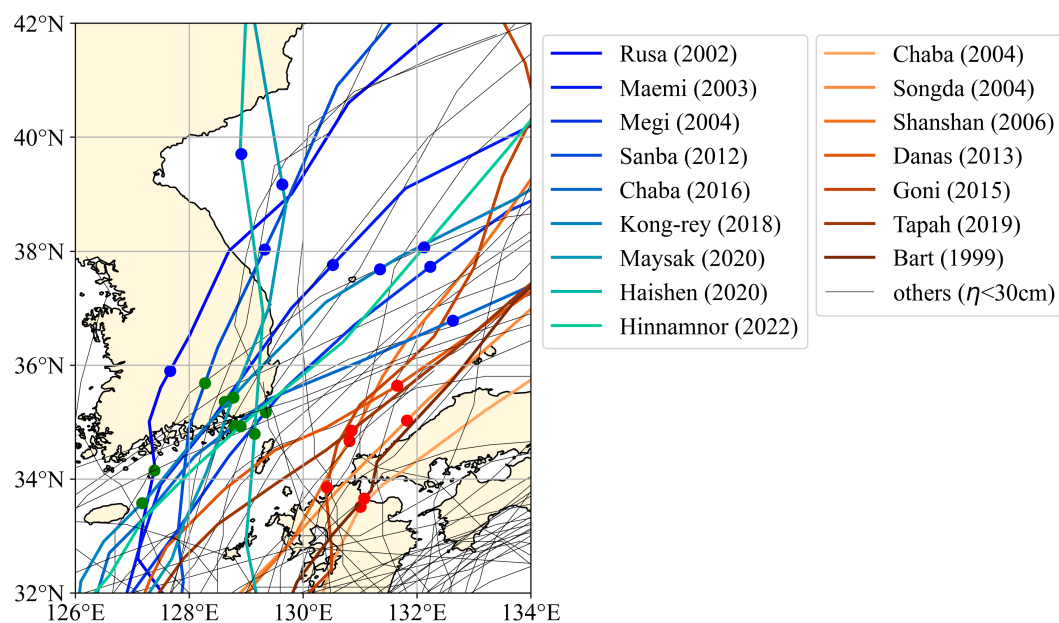 42°N
40°N
38°N
36°N
34°N
32°N
126°E
128°E
130°E
132°E
134°E
Rusa (2002)
Maemi (2003)
Megi (2004)
Sanba (2012)
Chaba (2016)
Kong-rey (2018)
Maysak (2020)
Haishen (2020)
Hinnamnor (2022)
Chaba (2004)
Songda (2004)
Shanshan (2006)
Danas (2013)
Goni (2015)
Tapah (2019)
Bart (1999)
others (η<30cm)